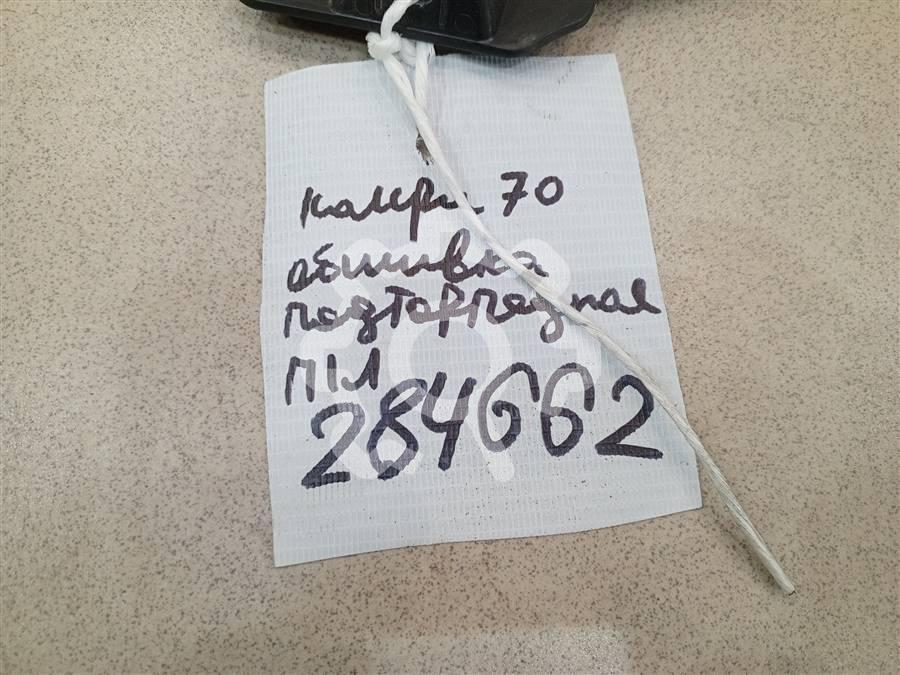 камри 70
обшивка
подторпедная
ПЛ
284662